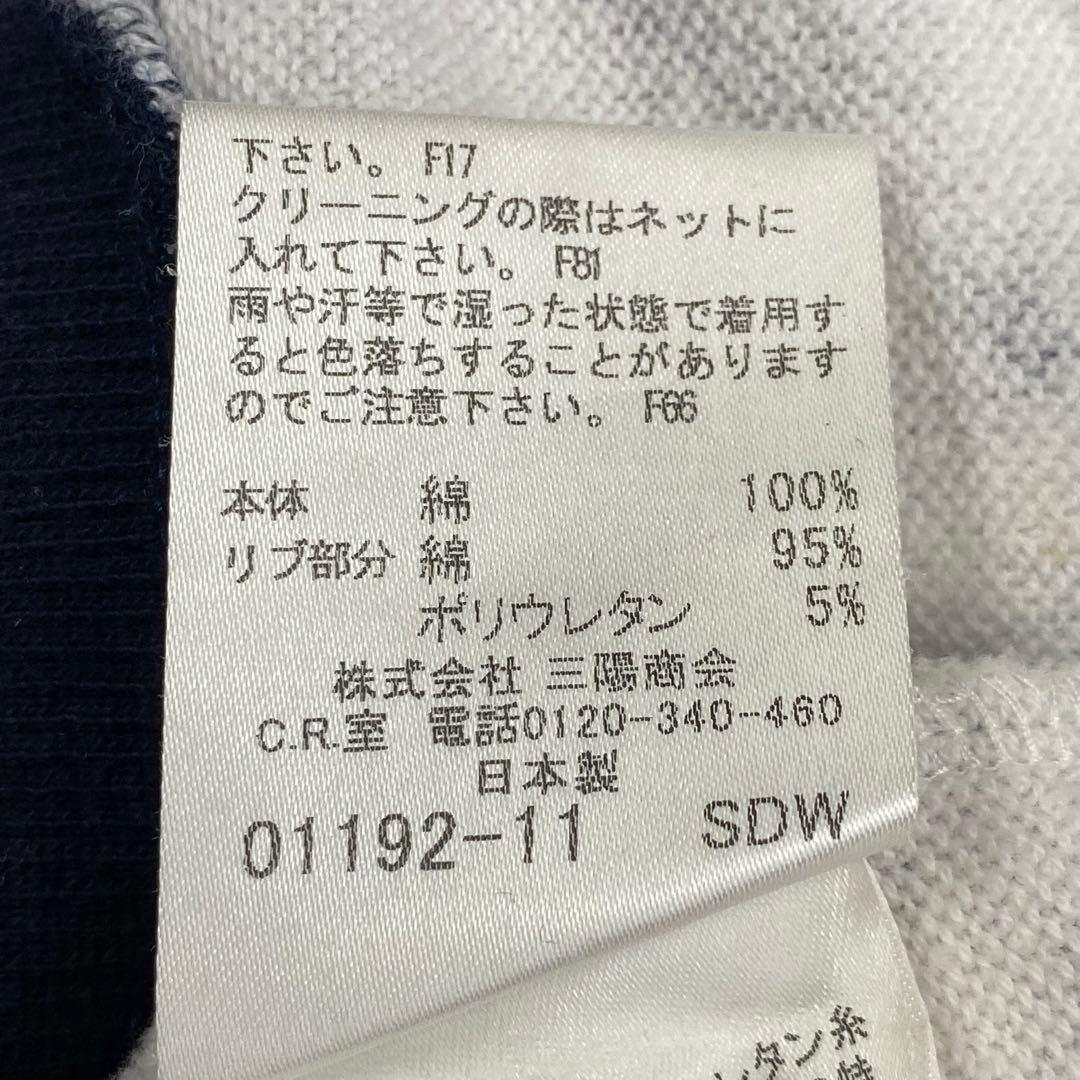 下さい。 F17
クリーニングの際はネットに
入れて下さい。 F81
雨や汗等で湿った状態で着用す
ると色落ちすることがあります
のでご注意下さい。 F66
本体 綿 100%
リブ部分 綿 95%
ポリウレタン 5%
株式会社 三陽商会
C.R.室 電話0120-340-460
日本製
01192-11 SDW
タン糸